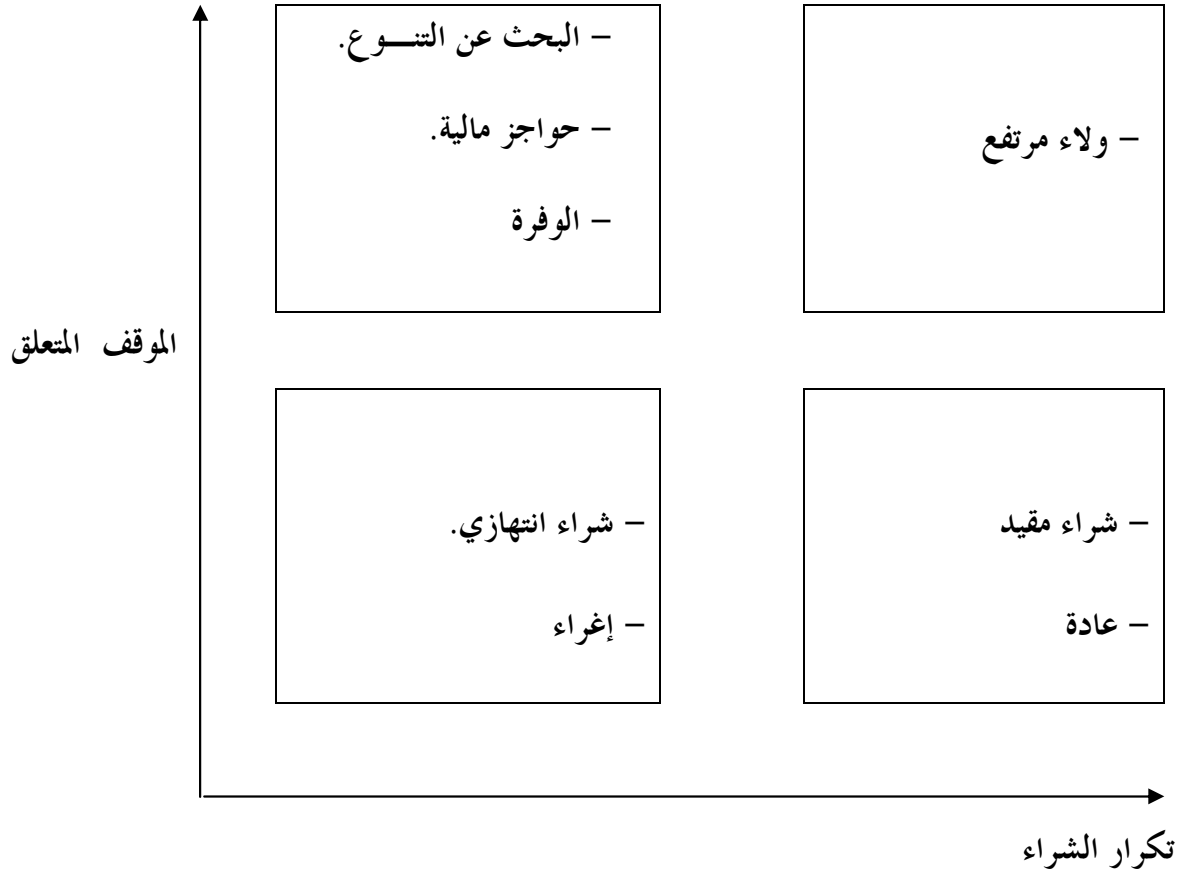 – البحث عن التنـــوع.
– حواجز مالية.
– الوفرة
– ولاء مرتفع
الموقف المتعلق
– شراء انتهازي.
– إغراء
– شراء مقيد
– عادة
تكرار الشراء